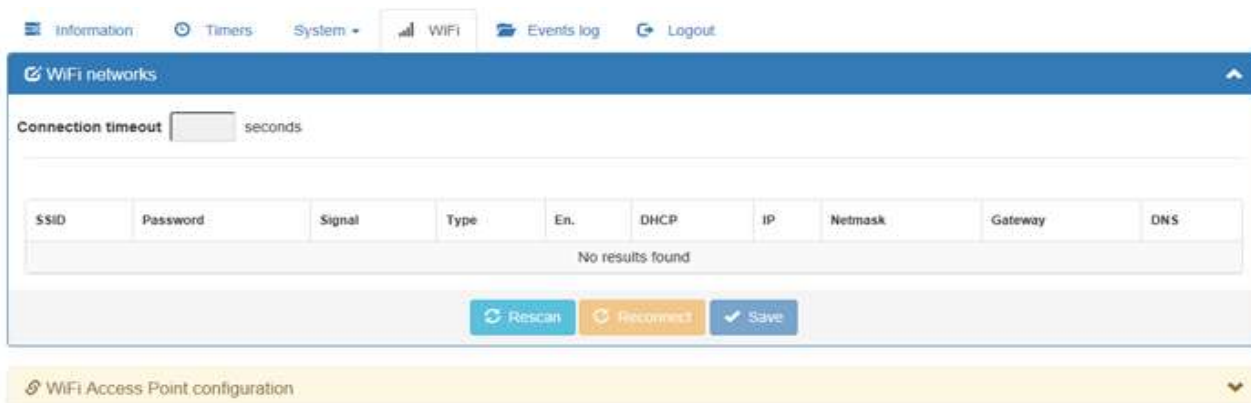 Information Timers System WiFi Events log Logout
WiFi networks
Connection timeout seconds
SSID Password Signal Type En. DHCP IP Netmask Gateway DNS
No results found
Rescan Reconnect Save
WiFi Access Point configuration